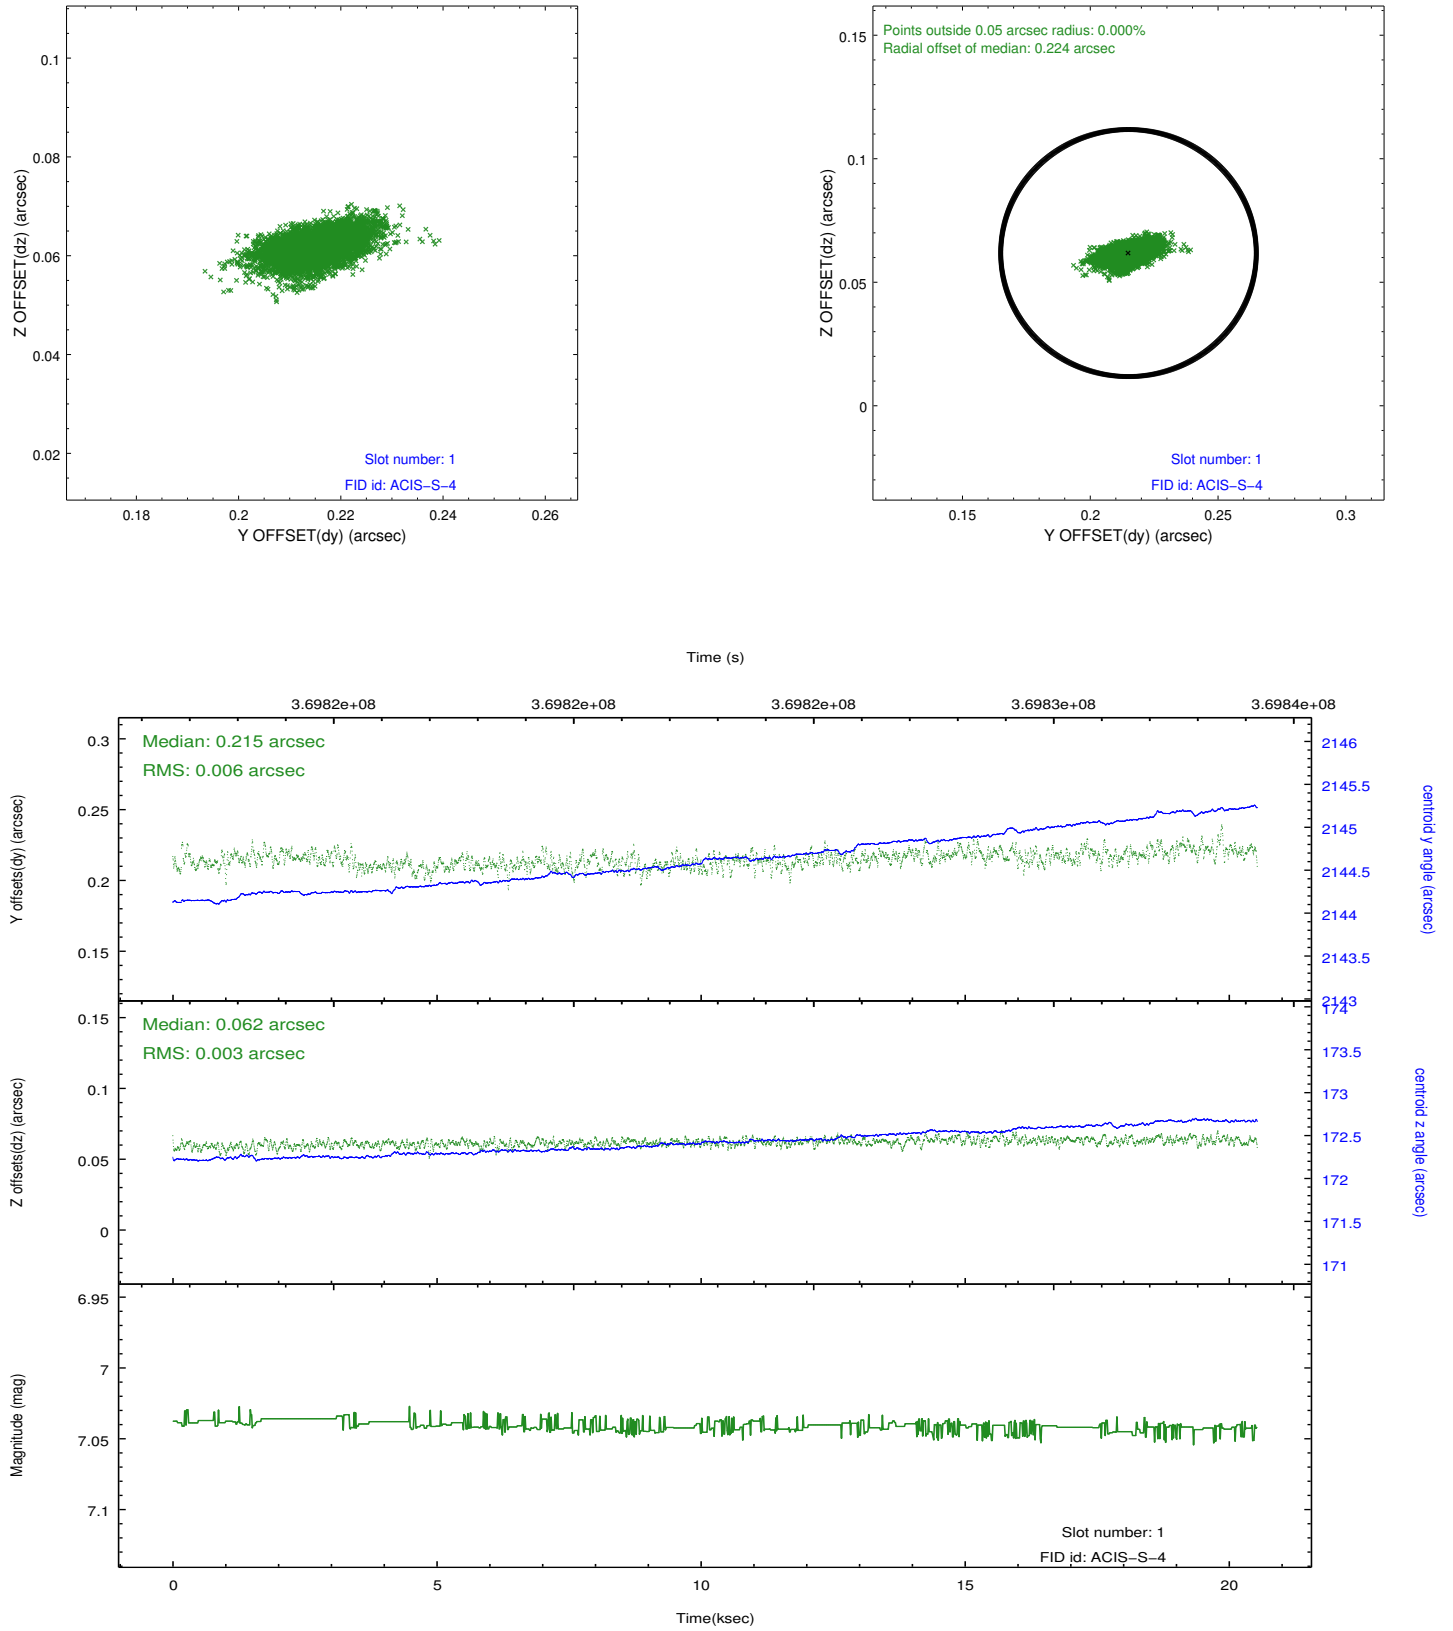 0.1
0.08
0.06
0.04
0.02
Z OFFSET(dz) (arcsec)
Slot number: 1
FID id: ACIS−S−4
0.18
0.2
0.22
0.24
0.26
Y OFFSET(dy) (arcsec)
Points outside 0.05 arcsec radius: 0.000%
Radial offset of median: 0.224 arcsec
0.15
0.1
0.05
0
Z OFFSET(dz) (arcsec)
Slot number: 1
FID id: ACIS−S−4
0.15
0.2
0.25
0.3
Y OFFSET(dy) (arcsec)
Time (s)
3.6982e+08
3.6982e+08
3.6982e+08
3.6983e+08
3.6984e+08
Median: 0.215 arcsec
RMS: 0.006 arcsec
0.3
0.25
0.2
0.15
Y offsets(dy) (arcsec)
2146
2145.5
2145
2144.5
2144
2143.5
2143
centroid y angle (arcsec)
Median: 0.062 arcsec
RMS: 0.003 arcsec
0.15
0.1
0.05
0
Z offsets(dz) (arcsec)
174
173.5
173
172.5
172
171.5
171
centroid z angle (arcsec)
6.95
7
7.05
7.1
Magnitude (mag)
Slot number: 1
FID id: ACIS−S−4
0
5
10
15
20
Time(ksec)